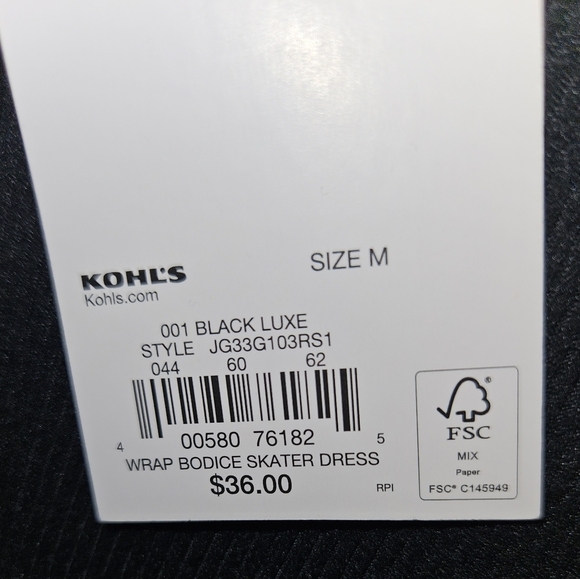 SIZE M
KOHL'S
Kohls.com
001 BLACK LUXE
STYLE JG33G103RS1
044 60 62
4 00580 76182 5
WRAP BODICE SKATER DRESS
$36.00
RPI
®
FSC
MIX
Paper
FSC® C145949